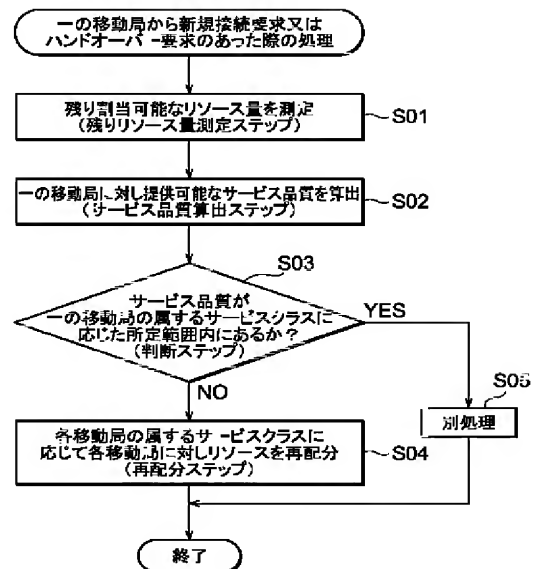 一の移動局から新規接続要求又は
ハンドオーバー要求のあった際の処理
残り割当可能なリソース量を測定
(残りリソース量測定ステップ)
S01
一の移動局に対し提供可能なサービス品質を算出
(サービス品質算出ステップ)
S02
S03
サービス品質が
一の移動局の属するサービスクラスに
応じた所定範囲内にあるか?
(判断ステップ)
YES
NO
S05
別処理
各移動局の属するサービスクラスに
応じて各移動局に対しリソースを再配分
(再配分ステップ)
S04
終了